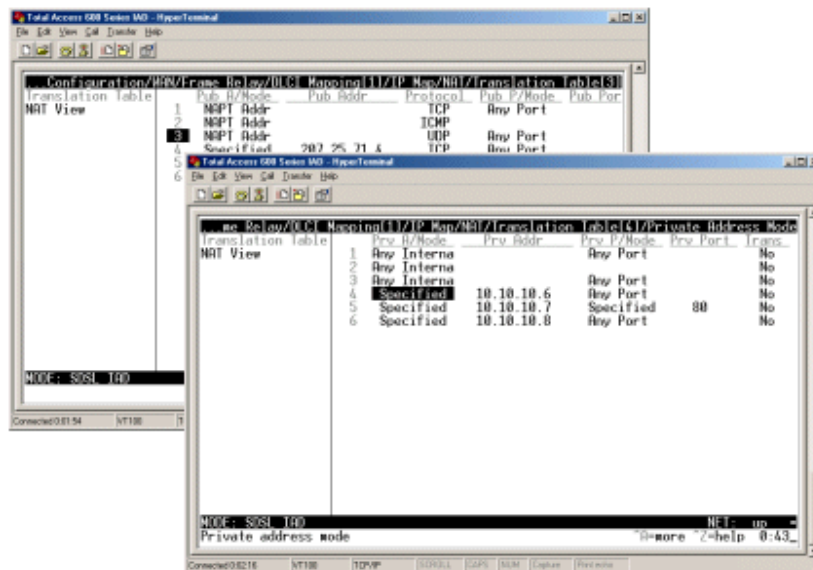 Total Access 600 Series IAD - HyperTerminal
File Edit View Call Transfer Help
...Configuration/WAN/Frame Relay/DLCI Mapping[1]/IP Map/NAT/Translation Table[3]
Translation Table Pub A/Mode Pub Addr Protocol Pub P/Mode Pub Por
NAT View 1 NAPT Addr TCP Any Port
2 NAPT Addr ICMP
3 NAPT Addr UDP Any Port
4 Specified 207.25.71.4 TCP Any Port
5
6
MODE: SDSL IAD
Connected 0:01:54 VT100
Total Access 600 Series IAD - HyperTerminal
File Edit View Call Transfer Help
...me Relay/DLCI Mapping[1]/IP Map/NAT/Translation Table[4]/Private Address Mode
Translation Table Prv A/Mode Prv Addr Prv P/Mode Prv Port Trans
NAT View 1 Any Interna Any Port No
2 Any Interna No
3 Any Interna Any Port No
4 Specified 10.10.10.6 Any Port No
5 Specified 10.10.10.7 Specified 80 No
6 Specified 10.10.10.8 Any Port No
MODE: SDSL IAD NET: up =
Private address mode ^A=more ^Z=help 0:43_
Connected 0:02:16 VT100 TCP/IP SCROLL CAPS NUM Capture Print echo